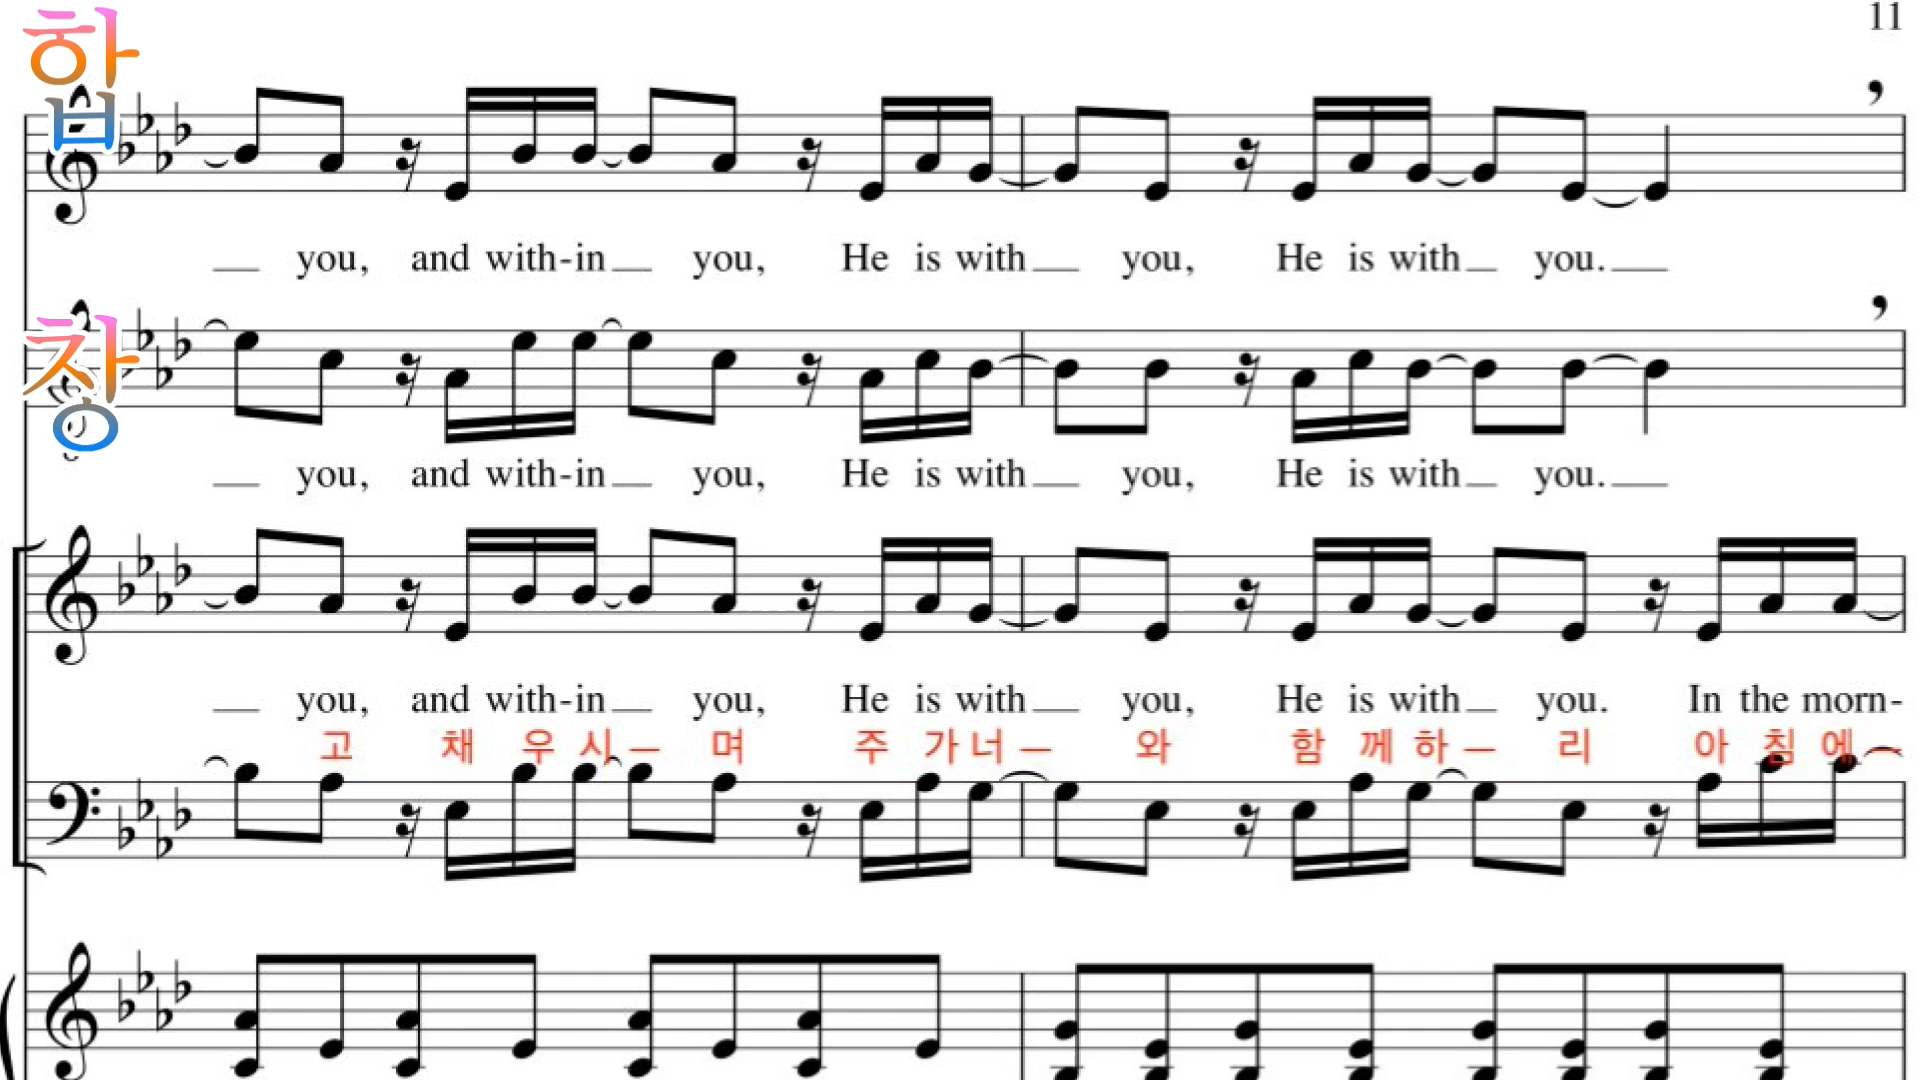 11
합창
you, and with-in you, He is with you, He is with you.
you, and with-in you, He is with you, He is with you.
you, and with-in you, He is with you, He is with you. In the morn-
고 채 우 시 — 며 주 가 너 — 와 함 께 하 — 리 아 침 에 —